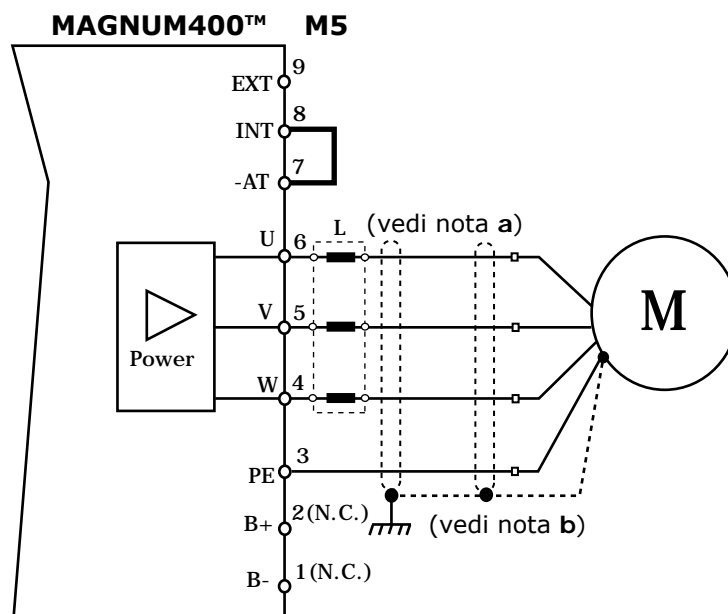 MAGNUM400™ M5
9
EXT
8
INT
7
-AT
L
(vedi nota a)
U
6
V
5
M
Power
W
4
3
PE
2(N.C.)
B+
(vedi nota b)
1(N.C.)
B-